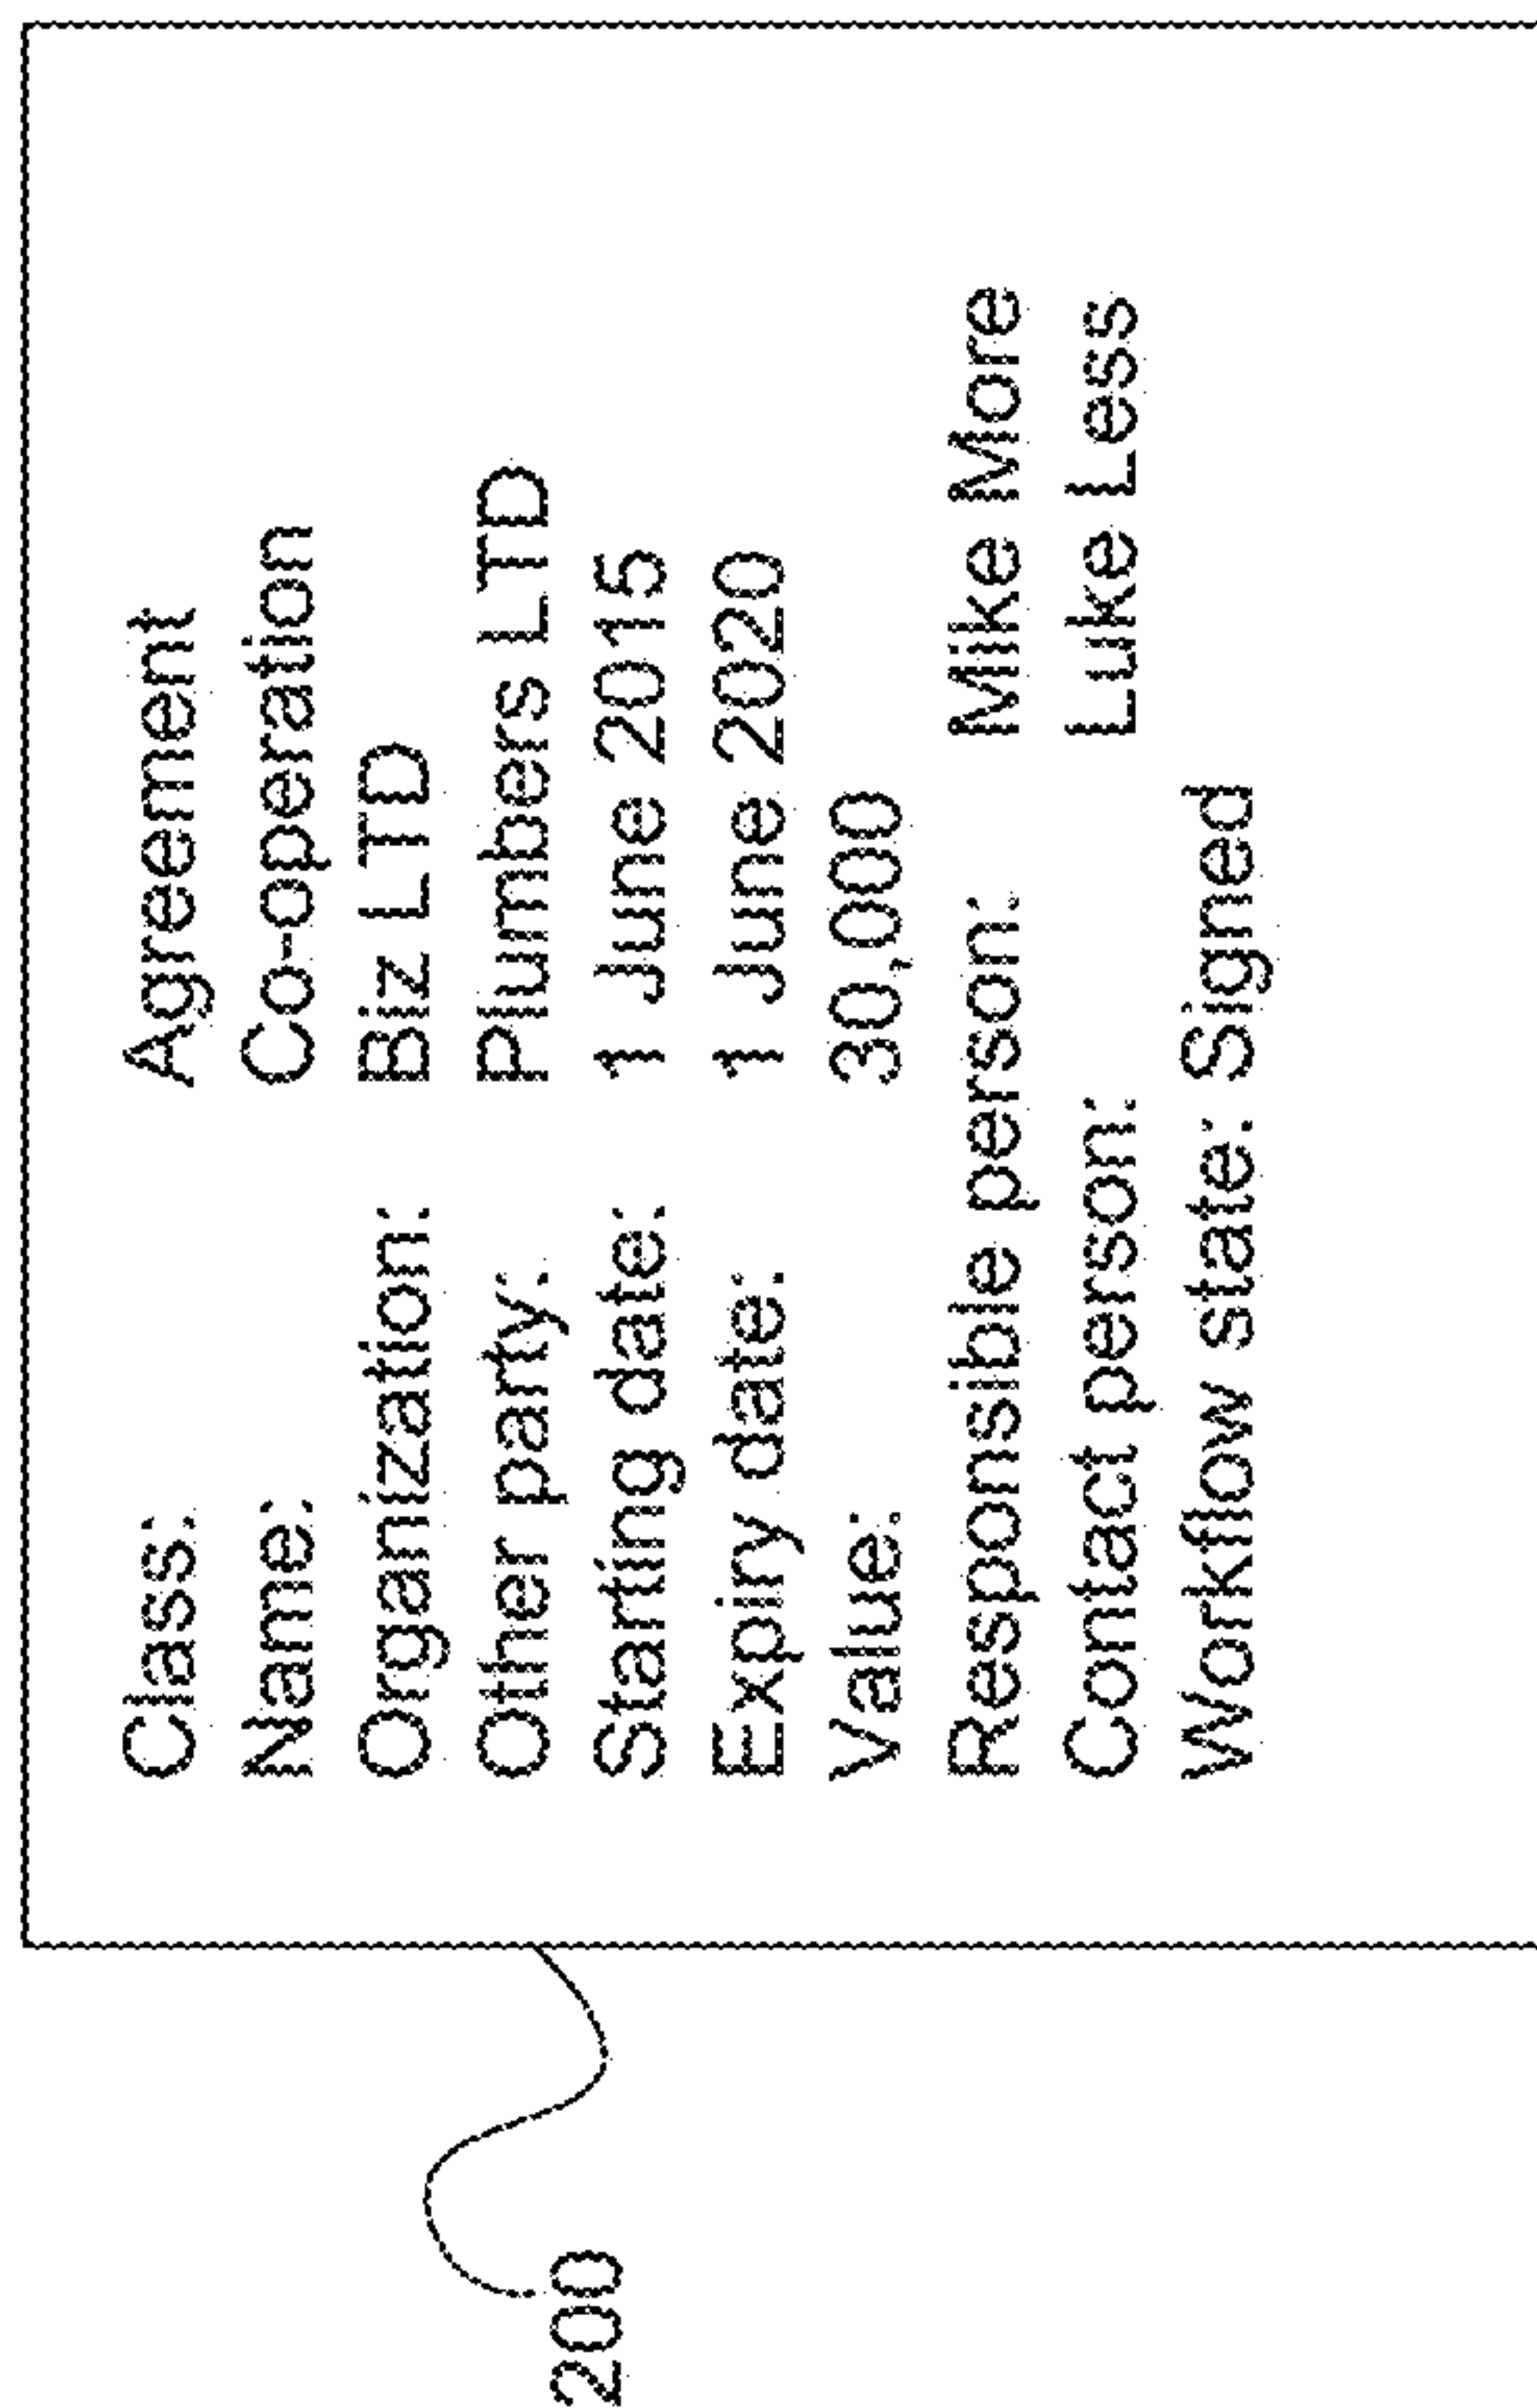 Class: Agreement
Name: Co-operation
Organization: Biz LTD
Other party: Plumbers LTD
Starting date: 1 June 2015
Expiry date: 1 June 2020
Value: 30,000
Responsible person: Mike More
Contact person: Luke Less
Workflow state: Signed
200